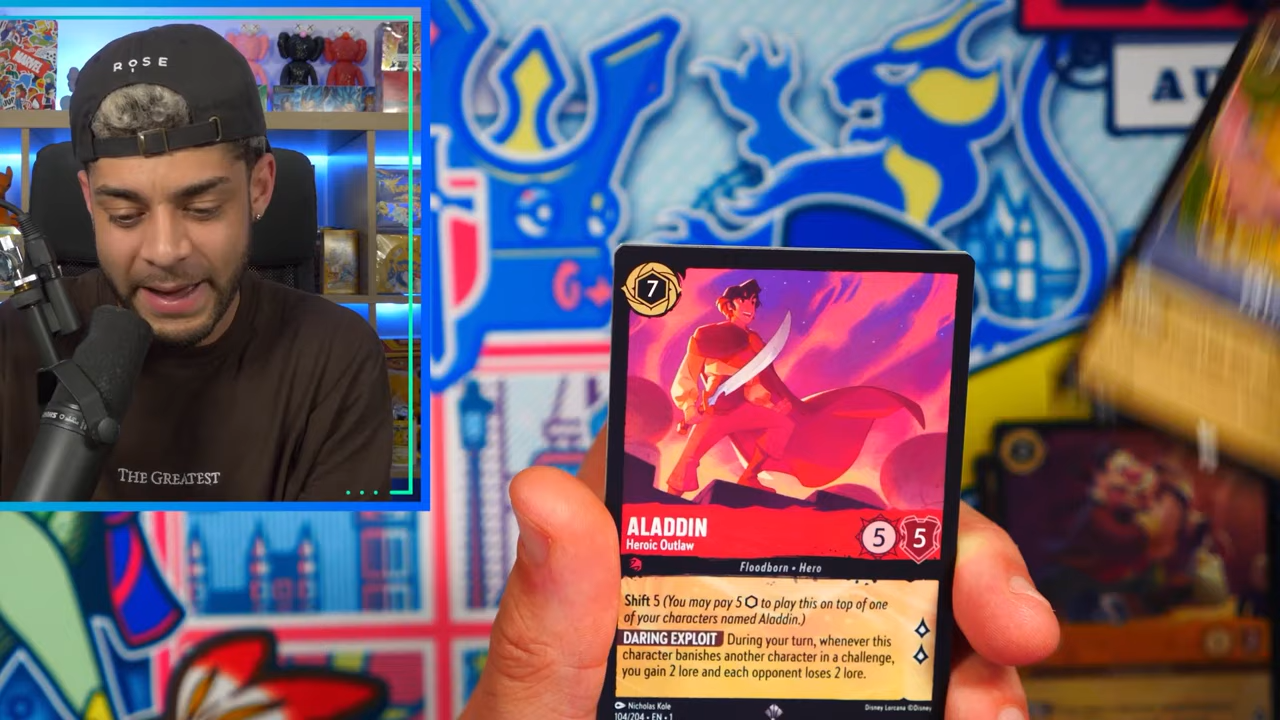 ROSE
MARVEL
THE GREATEST
AU
7
ALADDIN
Heroic Outlaw
5 5
Floodborn • Hero
Shift 5 (You may pay 5 ⬡ to play this on top of one
of your characters named Aladdin.)
DARING EXPLOIT During your turn, whenever this
character banishes another character in a challenge,
you gain 2 lore and each opponent loses 2 lore.
Nicholas Kole
Disney Lorcana ©Disney
104/204 • EN • 1